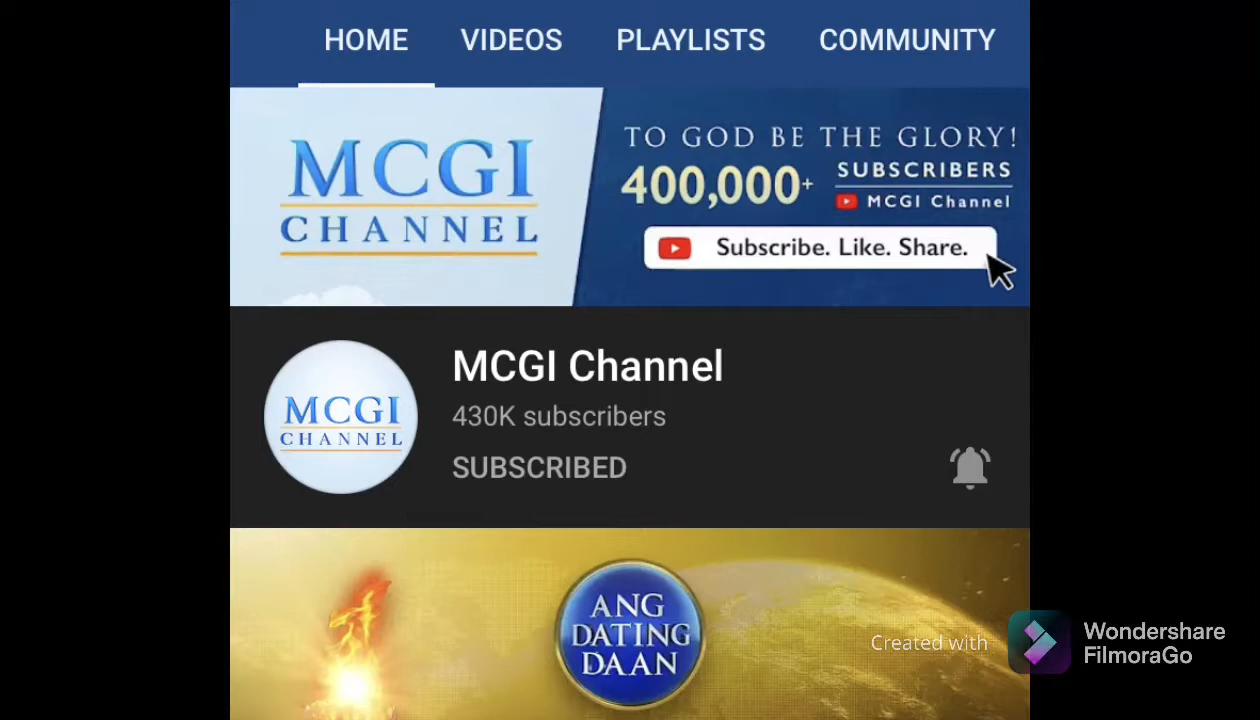 HOME VIDEOS PLAYLISTS COMMUNITY
MCGI
CHANNEL
TO GOD BE THE GLORY!
400,000+
SUBSCRIBERS
MCGI Channel
Subscribe. Like. Share.
MCGI
CHANNEL
MCGI Channel
430K subscribers
SUBSCRIBED
ANG
DATING
DAAN
Created with
Wondershare
FilmoraGo